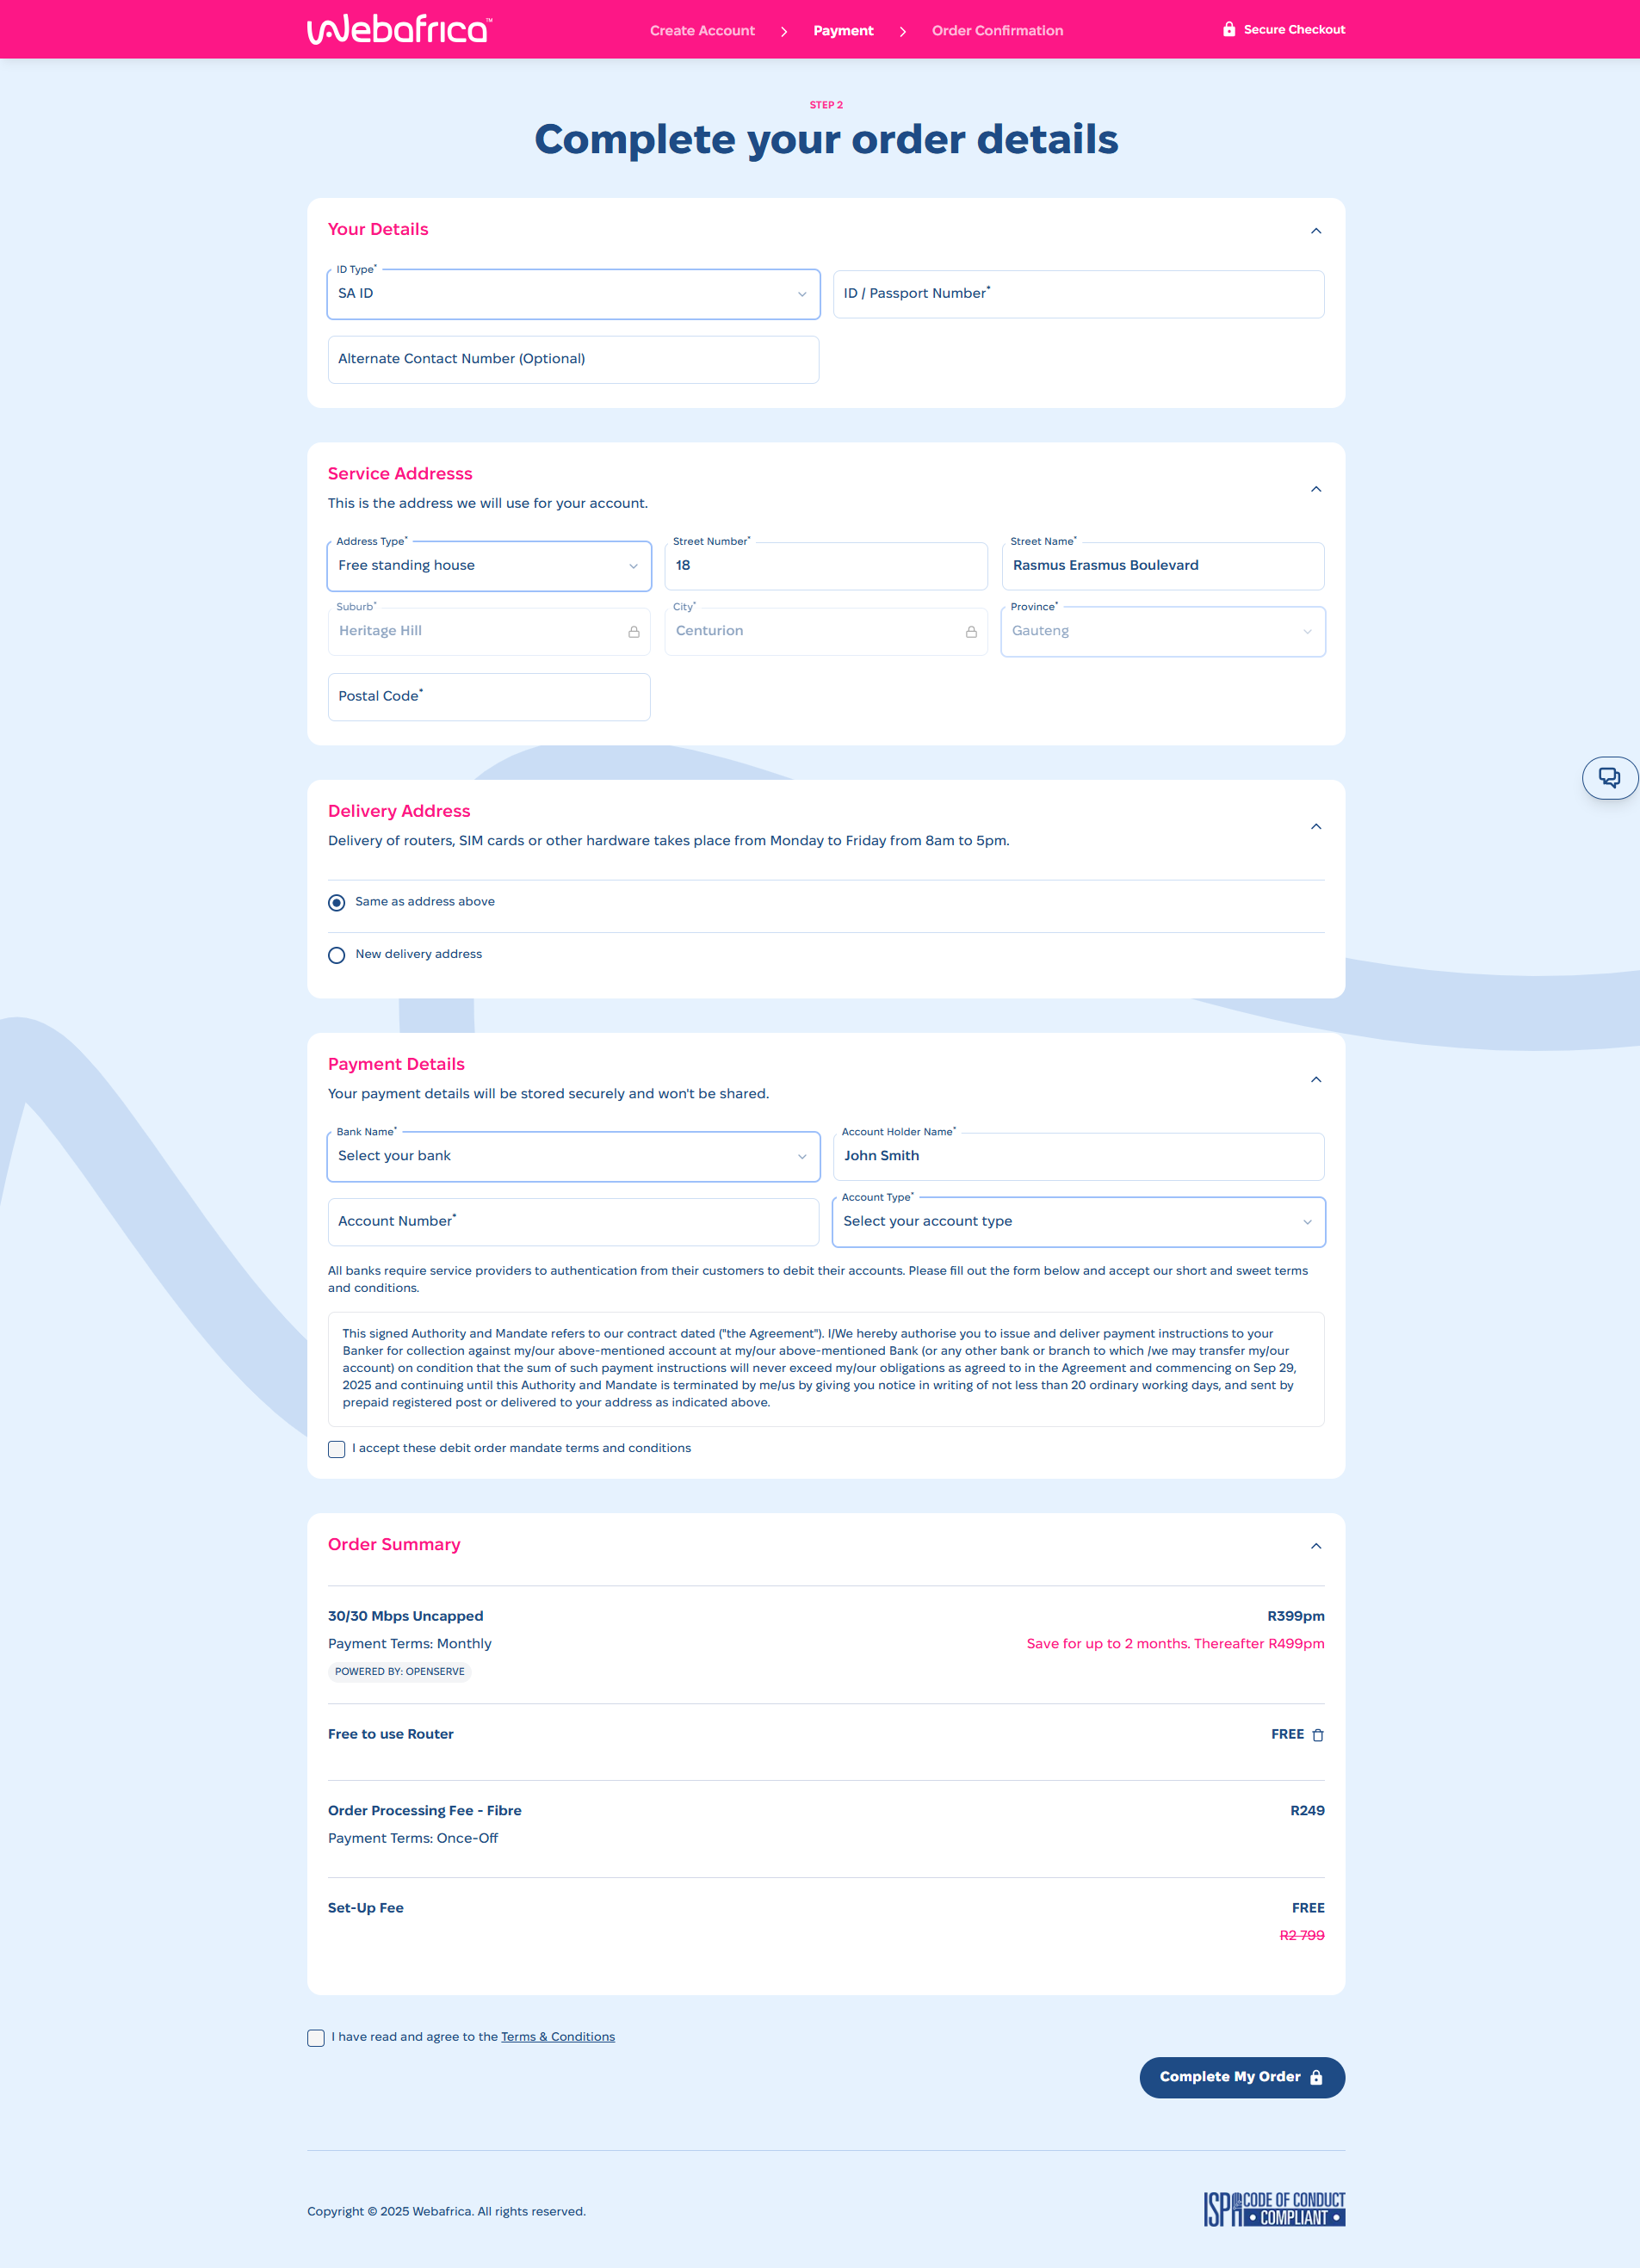 Webafrica™
Create Account
Payment
Order Confirmation
Secure Checkout
STEP 2
Complete your order details
Your Details
ID Type*
SA ID
ID / Passport Number*
Alternate Contact Number (Optional)
Service Addresss
This is the address we will use for your account.
Address Type*
Free standing house
Street Number*
18
Street Name*
Rasmus Erasmus Boulevard
Suburb*
Heritage Hill
City*
Centurion
Province*
Gauteng
Postal Code*
Delivery Address
Delivery of routers, SIM cards or other hardware takes place from Monday to Friday from 8am to 5pm.
Same as address above
New delivery address
Payment Details
Your payment details will be stored securely and won't be shared.
Bank Name*
Select your bank
Account Holder Name*
John Smith
Account Number*
Account Type*
Select your account type
All banks require service providers to authentication from their customers to debit their accounts. Please fill out the form below and accept our short and sweet terms
and conditions.
This signed Authority and Mandate refers to our contract dated ("the Agreement"). I/We hereby authorise you to issue and deliver payment instructions to your
Banker for collection against my/our above-mentioned account at my/our above-mentioned Bank (or any other bank or branch to which /we may transfer my/our
account) on condition that the sum of such payment instructions will never exceed my/our obligations as agreed to in the Agreement and commencing on Sep 29,
2025 and continuing until this Authority and Mandate is terminated by me/us by giving you notice in writing of not less than 20 ordinary working days, and sent by
prepaid registered post or delivered to your address as indicated above.
I accept these debit order mandate terms and conditions
Order Summary
30/30 Mbps Uncapped
R399pm
Payment Terms: Monthly
Save for up to 2 months. Thereafter R499pm
POWERED BY: OPENSERVE
Free to use Router
FREE
Order Processing Fee - Fibre
R249
Payment Terms: Once-Off
Set-Up Fee
FREE
R2 799
I have read and agree to the Terms & Conditions
Complete My Order
Copyright © 2025 Webafrica. All rights reserved.
ISPA CODE OF CONDUCT
• COMPLIANT •